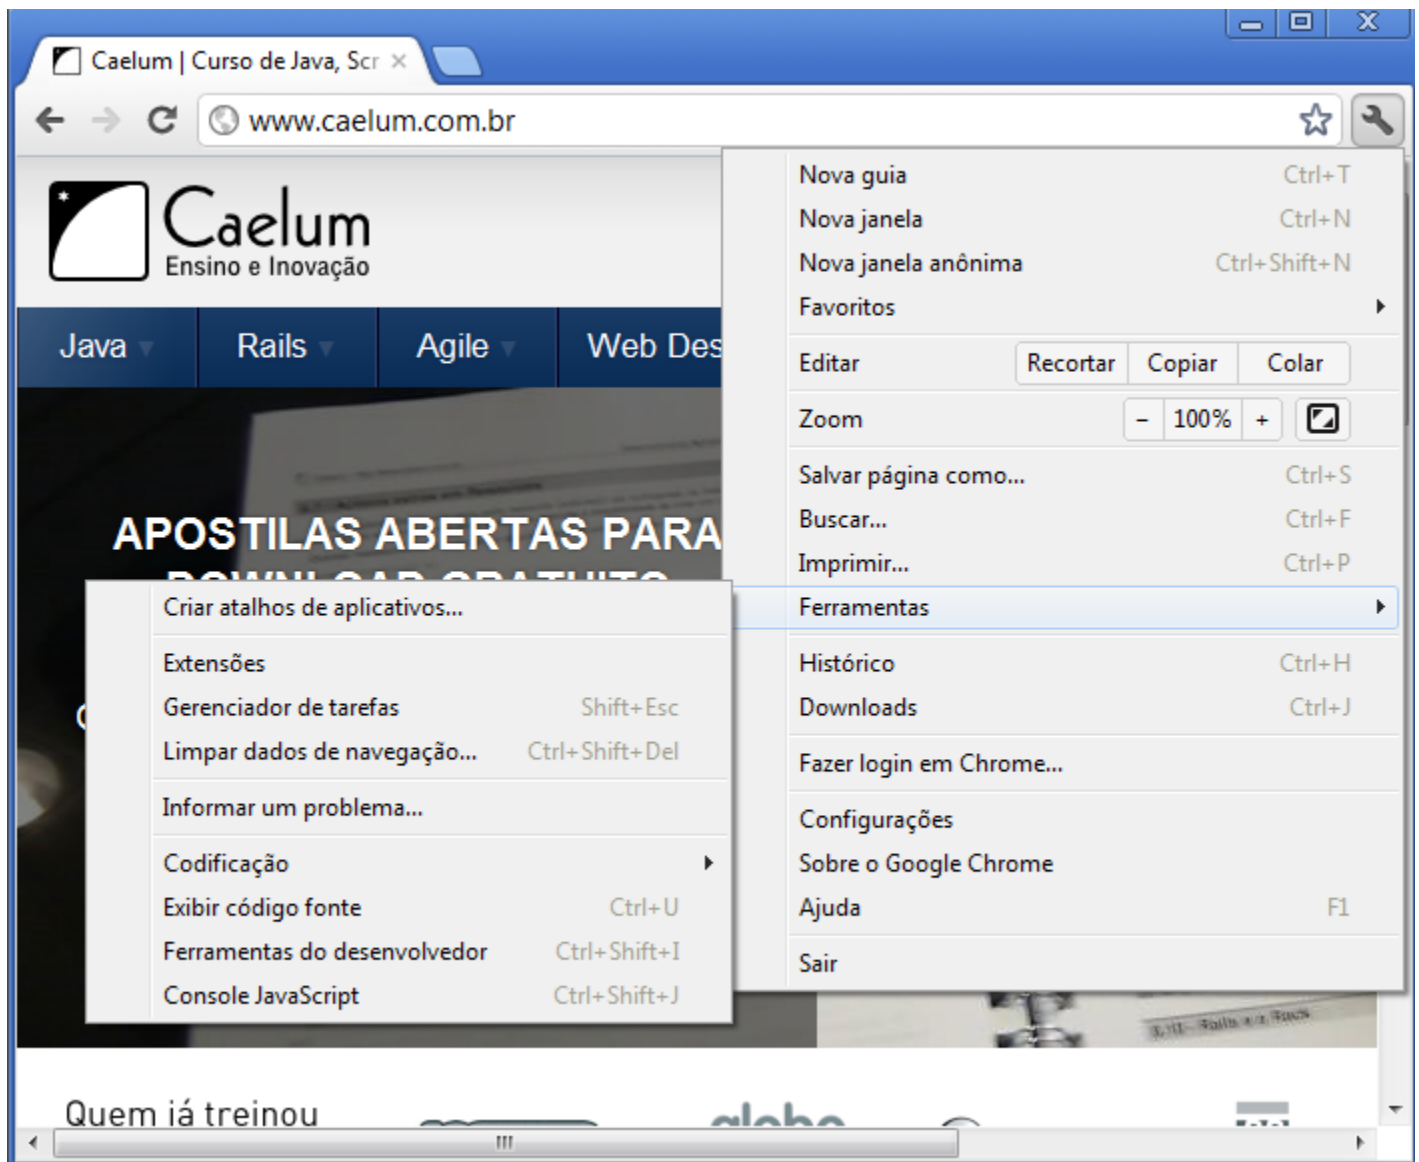 Caelum | Curso de Java, Scr
www.caelum.com.br
Caelum
Ensino e Inovação
Java
Rails
Agile
Web Des
APOSTILAS ABERTAS PARA
DOWNLOAD GRATUITO
Nova guia Ctrl+T
Nova janela Ctrl+N
Nova janela anônima Ctrl+Shift+N
Favoritos
Editar Recortar Copiar Colar
Zoom - 100% +
Salvar página como... Ctrl+S
Buscar... Ctrl+F
Imprimir... Ctrl+P
Ferramentas
Histórico Ctrl+H
Downloads Ctrl+J
Fazer login em Chrome...
Configurações
Sobre o Google Chrome
Ajuda F1
Sair
Criar atalhos de aplicativos...
Extensões
Gerenciador de tarefas Shift+Esc
Limpar dados de navegação... Ctrl+Shift+Del
Informar um problema...
Codificação
Exibir código fonte Ctrl+U
Ferramentas do desenvolvedor Ctrl+Shift+I
Console JavaScript Ctrl+Shift+J
Quem já treinou
globo